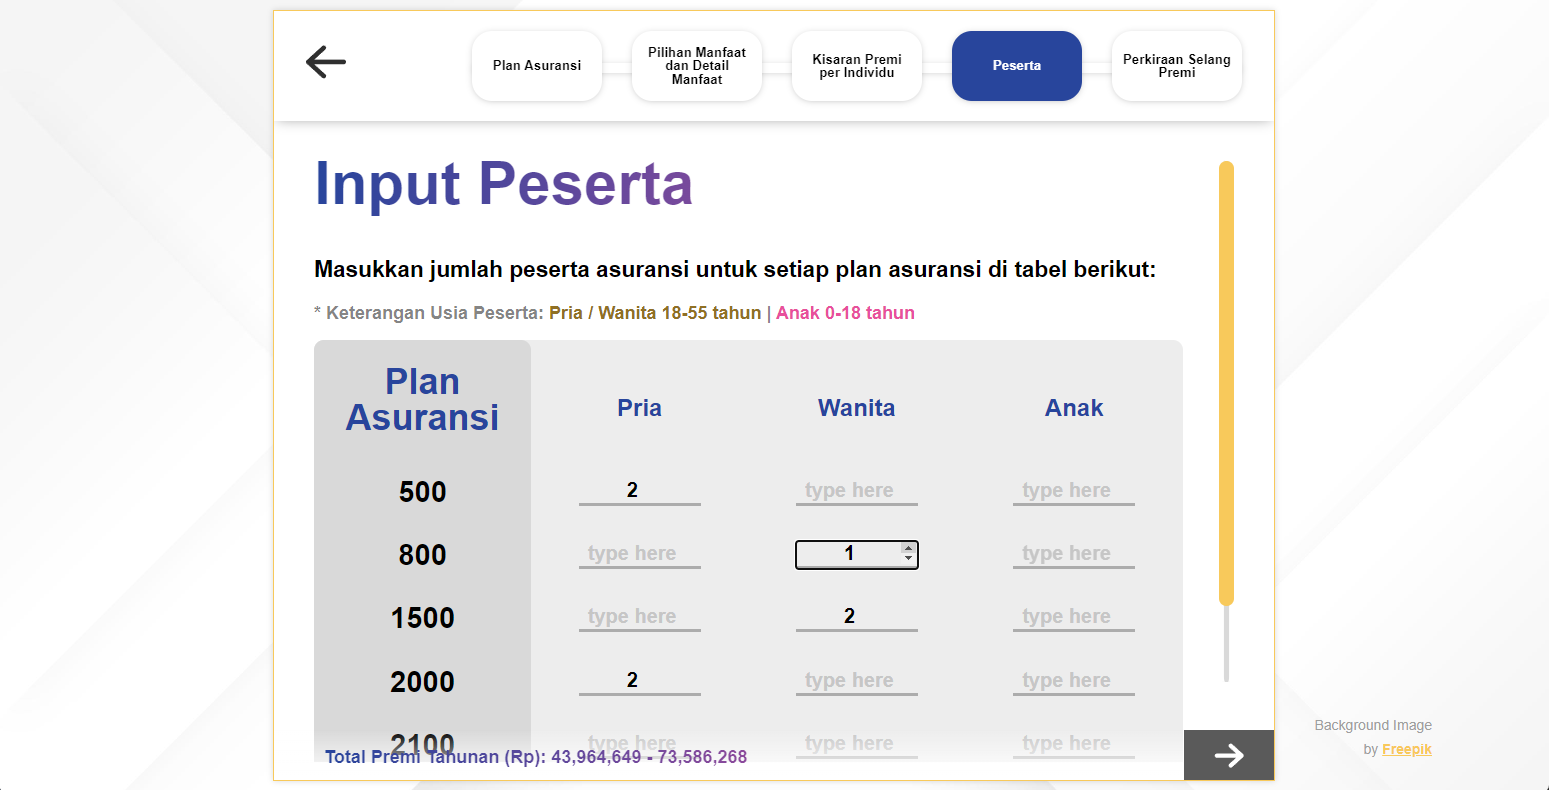 Plan Asuransi
Pilihan Manfaat
dan Detail
Manfaat
Kisaran Premi
per Individu
Peserta
Perkiraan Selang
Premi
Input Peserta
Masukkan jumlah peserta asuransi untuk setiap plan asuransi di tabel berikut:
* Keterangan Usia Peserta: Pria / Wanita 18-55 tahun | Anak 0-18 tahun
Plan
Asuransi
Pria Wanita Anak
500 2 type here type here
800 type here 1 type here
1500 type here 2 type here
2000 2 type here type here
2100 type here type here type here
Total Premi Tahunan (Rp): 43,964,649 - 73,586,268
Background Image
by Freepik